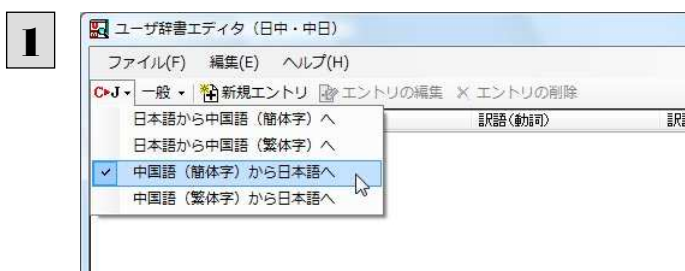 1
ユーザ辞書エディタ（日中・中日）
ファイル(F) 編集(E) ヘルプ(H)
C▸J 一般 新規エントリ エントリの編集 エントリの削除
日本語から中国語（簡体字）へ 訳語(動詞)
日本語から中国語（繁体字）へ
中国語（簡体字）から日本語へ
中国語（繁体字）から日本語へ